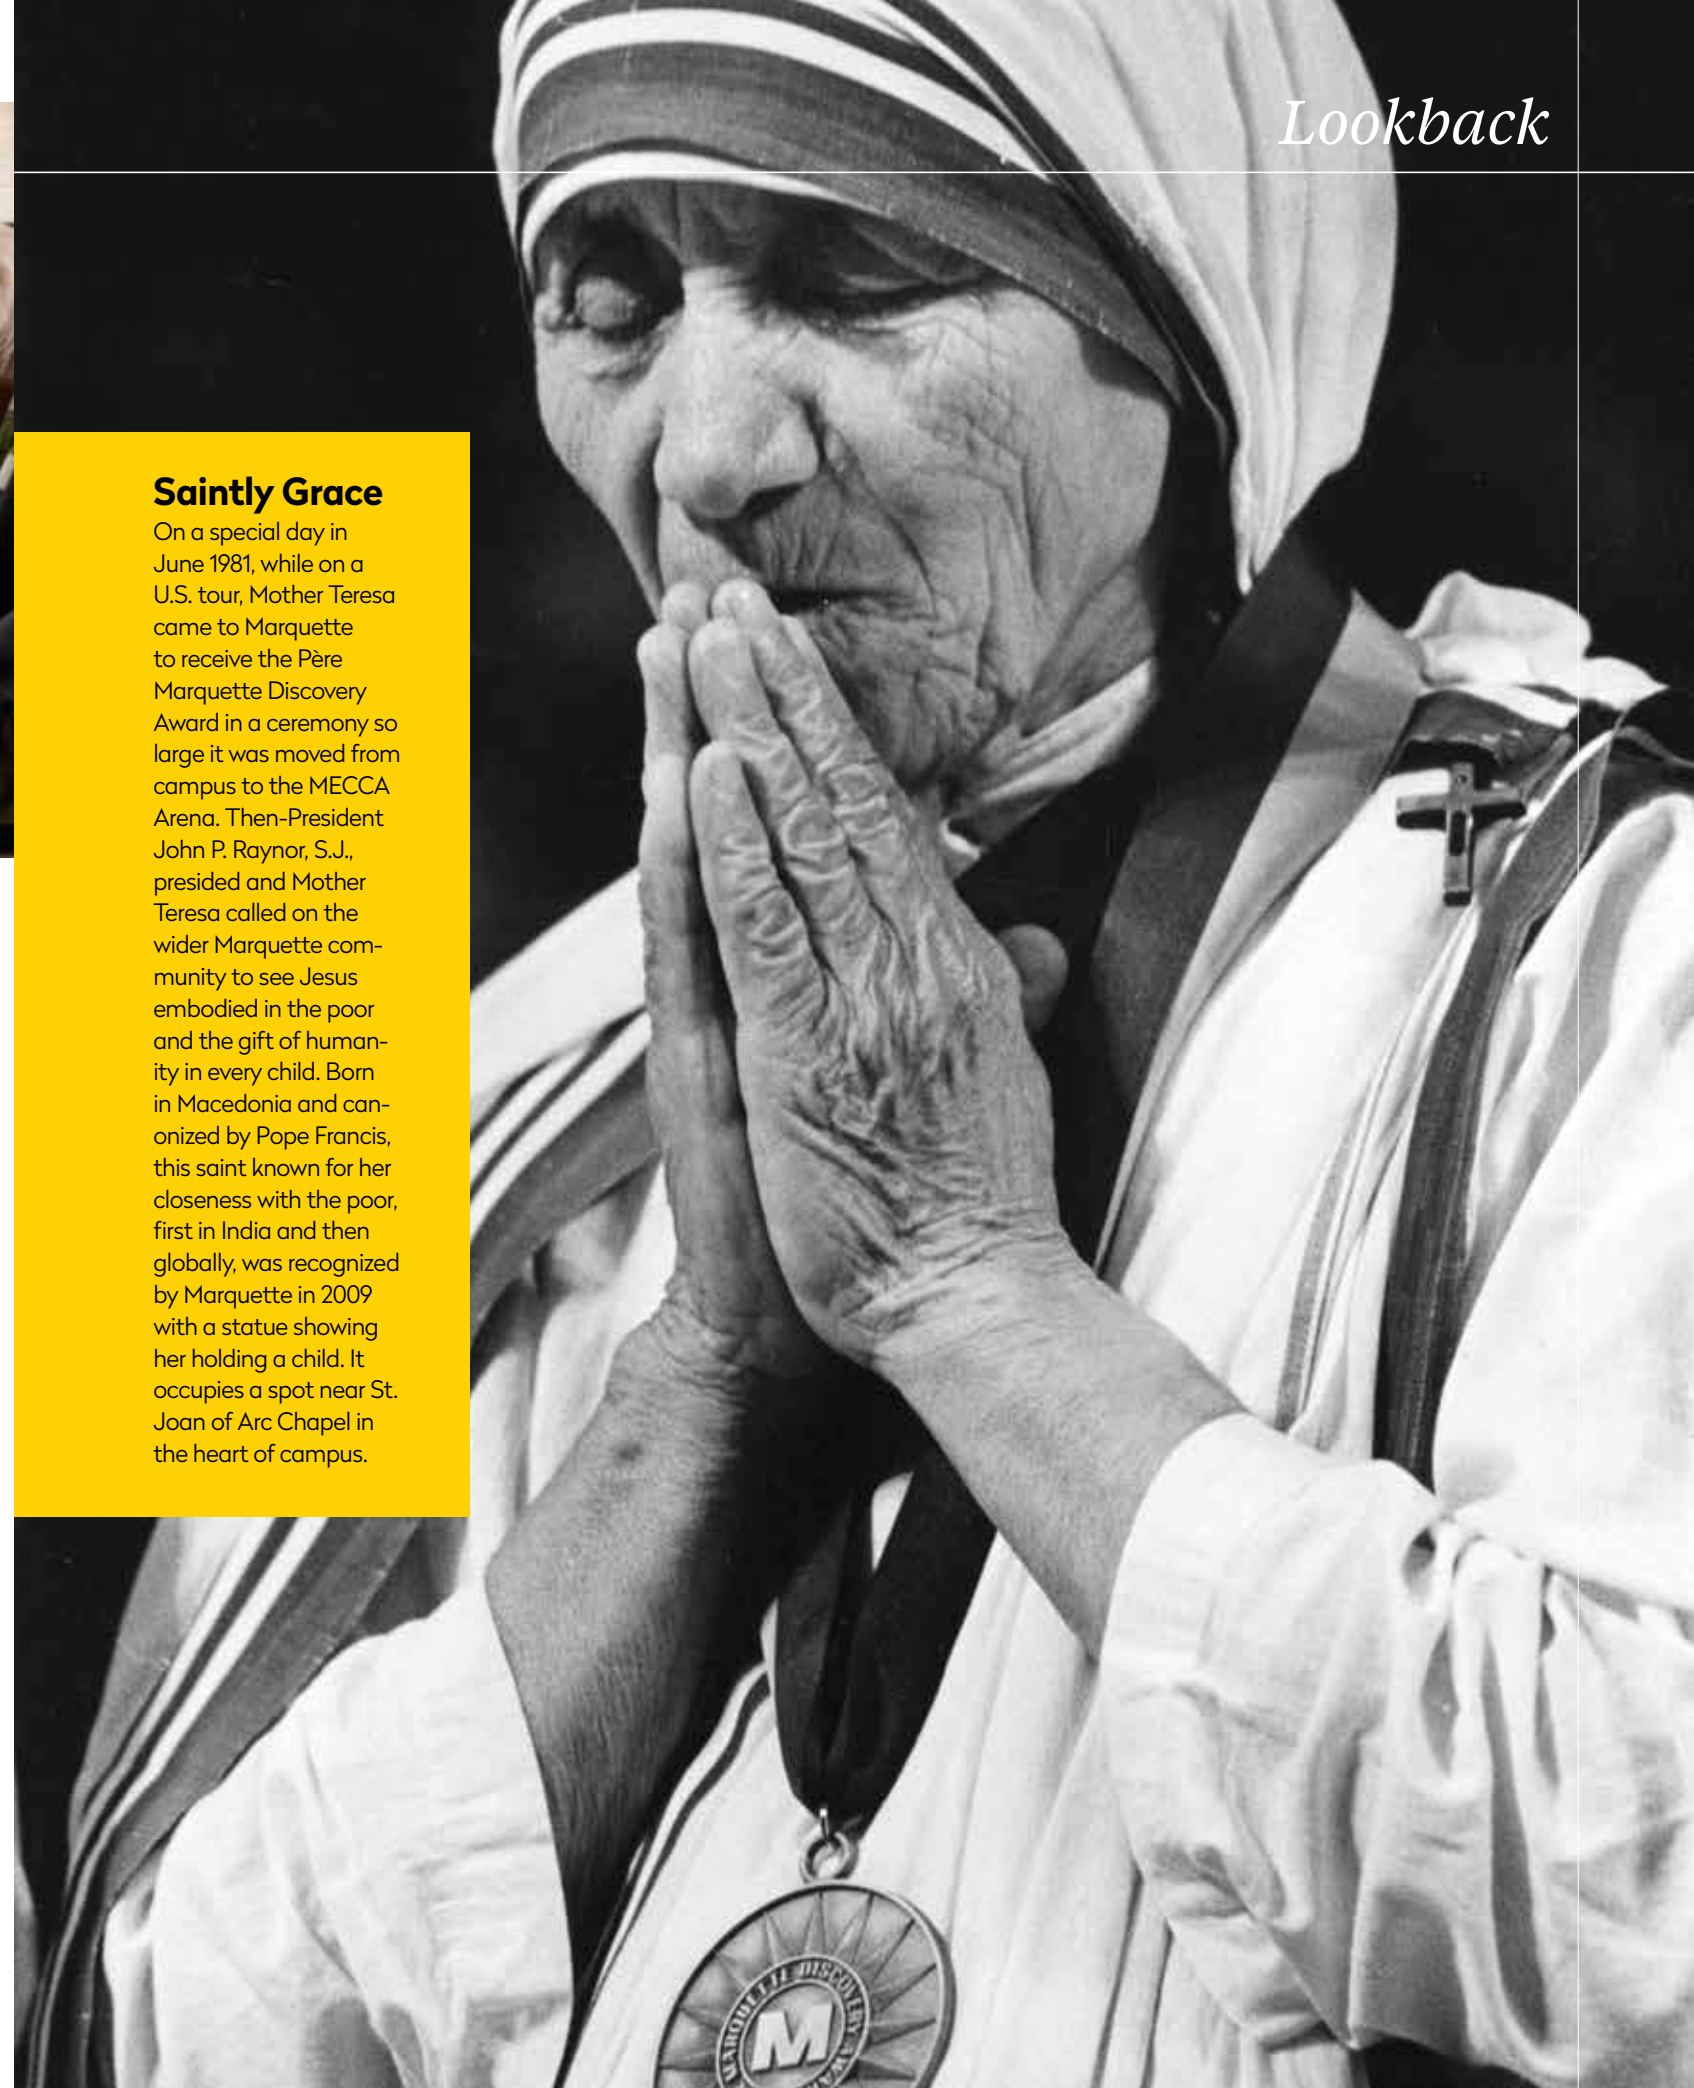 Lookback
Saintly Grace
On a special day in
June 1981, while on a
U.S. tour, Mother Teresa
came to Marquette
to receive the Père
Marquette Discovery
Award in a ceremony so
large it was moved from
campus to the MECCA
Arena. Then-President
John P. Raynor, S.J.,
presided and Mother
Teresa called on the
wider Marquette com-
munity to see Jesus
embodied in the poor
and the gift of human-
ity in every child. Born
in Macedonia and can-
onized by Pope Francis,
this saint known for her
closeness with the poor,
first in India and then
globally, was recognized
by Marquette in 2009
with a statue showing
her holding a child. It
occupies a spot near St.
Joan of Arc Chapel in
the heart of campus.
MARQUETTE DISCOVERY
M